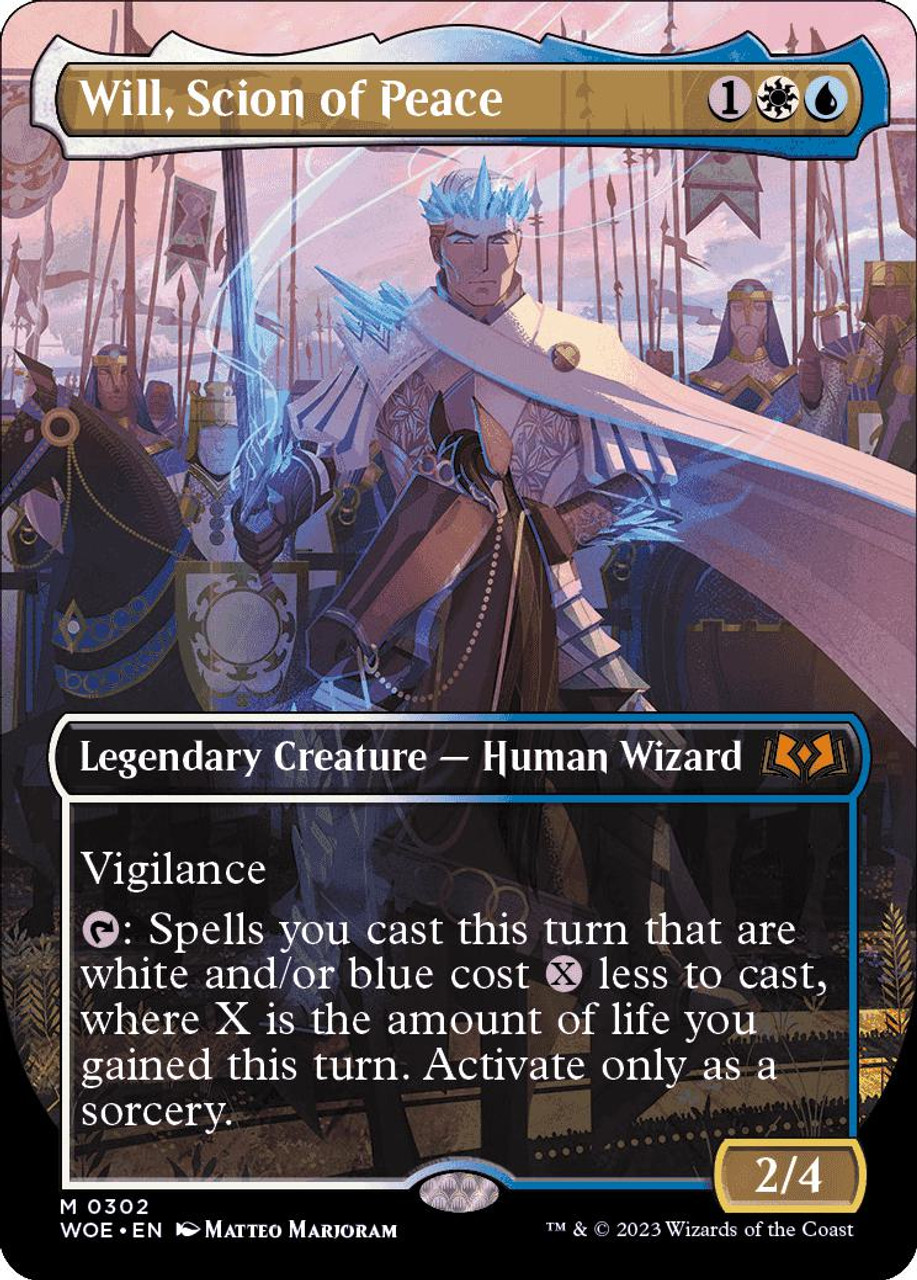 Will, Scion of Peace 1
Legendary Creature — Human Wizard
Vigilance
: Spells you cast this turn that are
white and/or blue cost X less to cast,
where X is the amount of life you
gained this turn. Activate only as a
sorcery.
2/4
M 0302
WOE • EN Matteo Marjoram
™ & © 2023 Wizards of the Coast